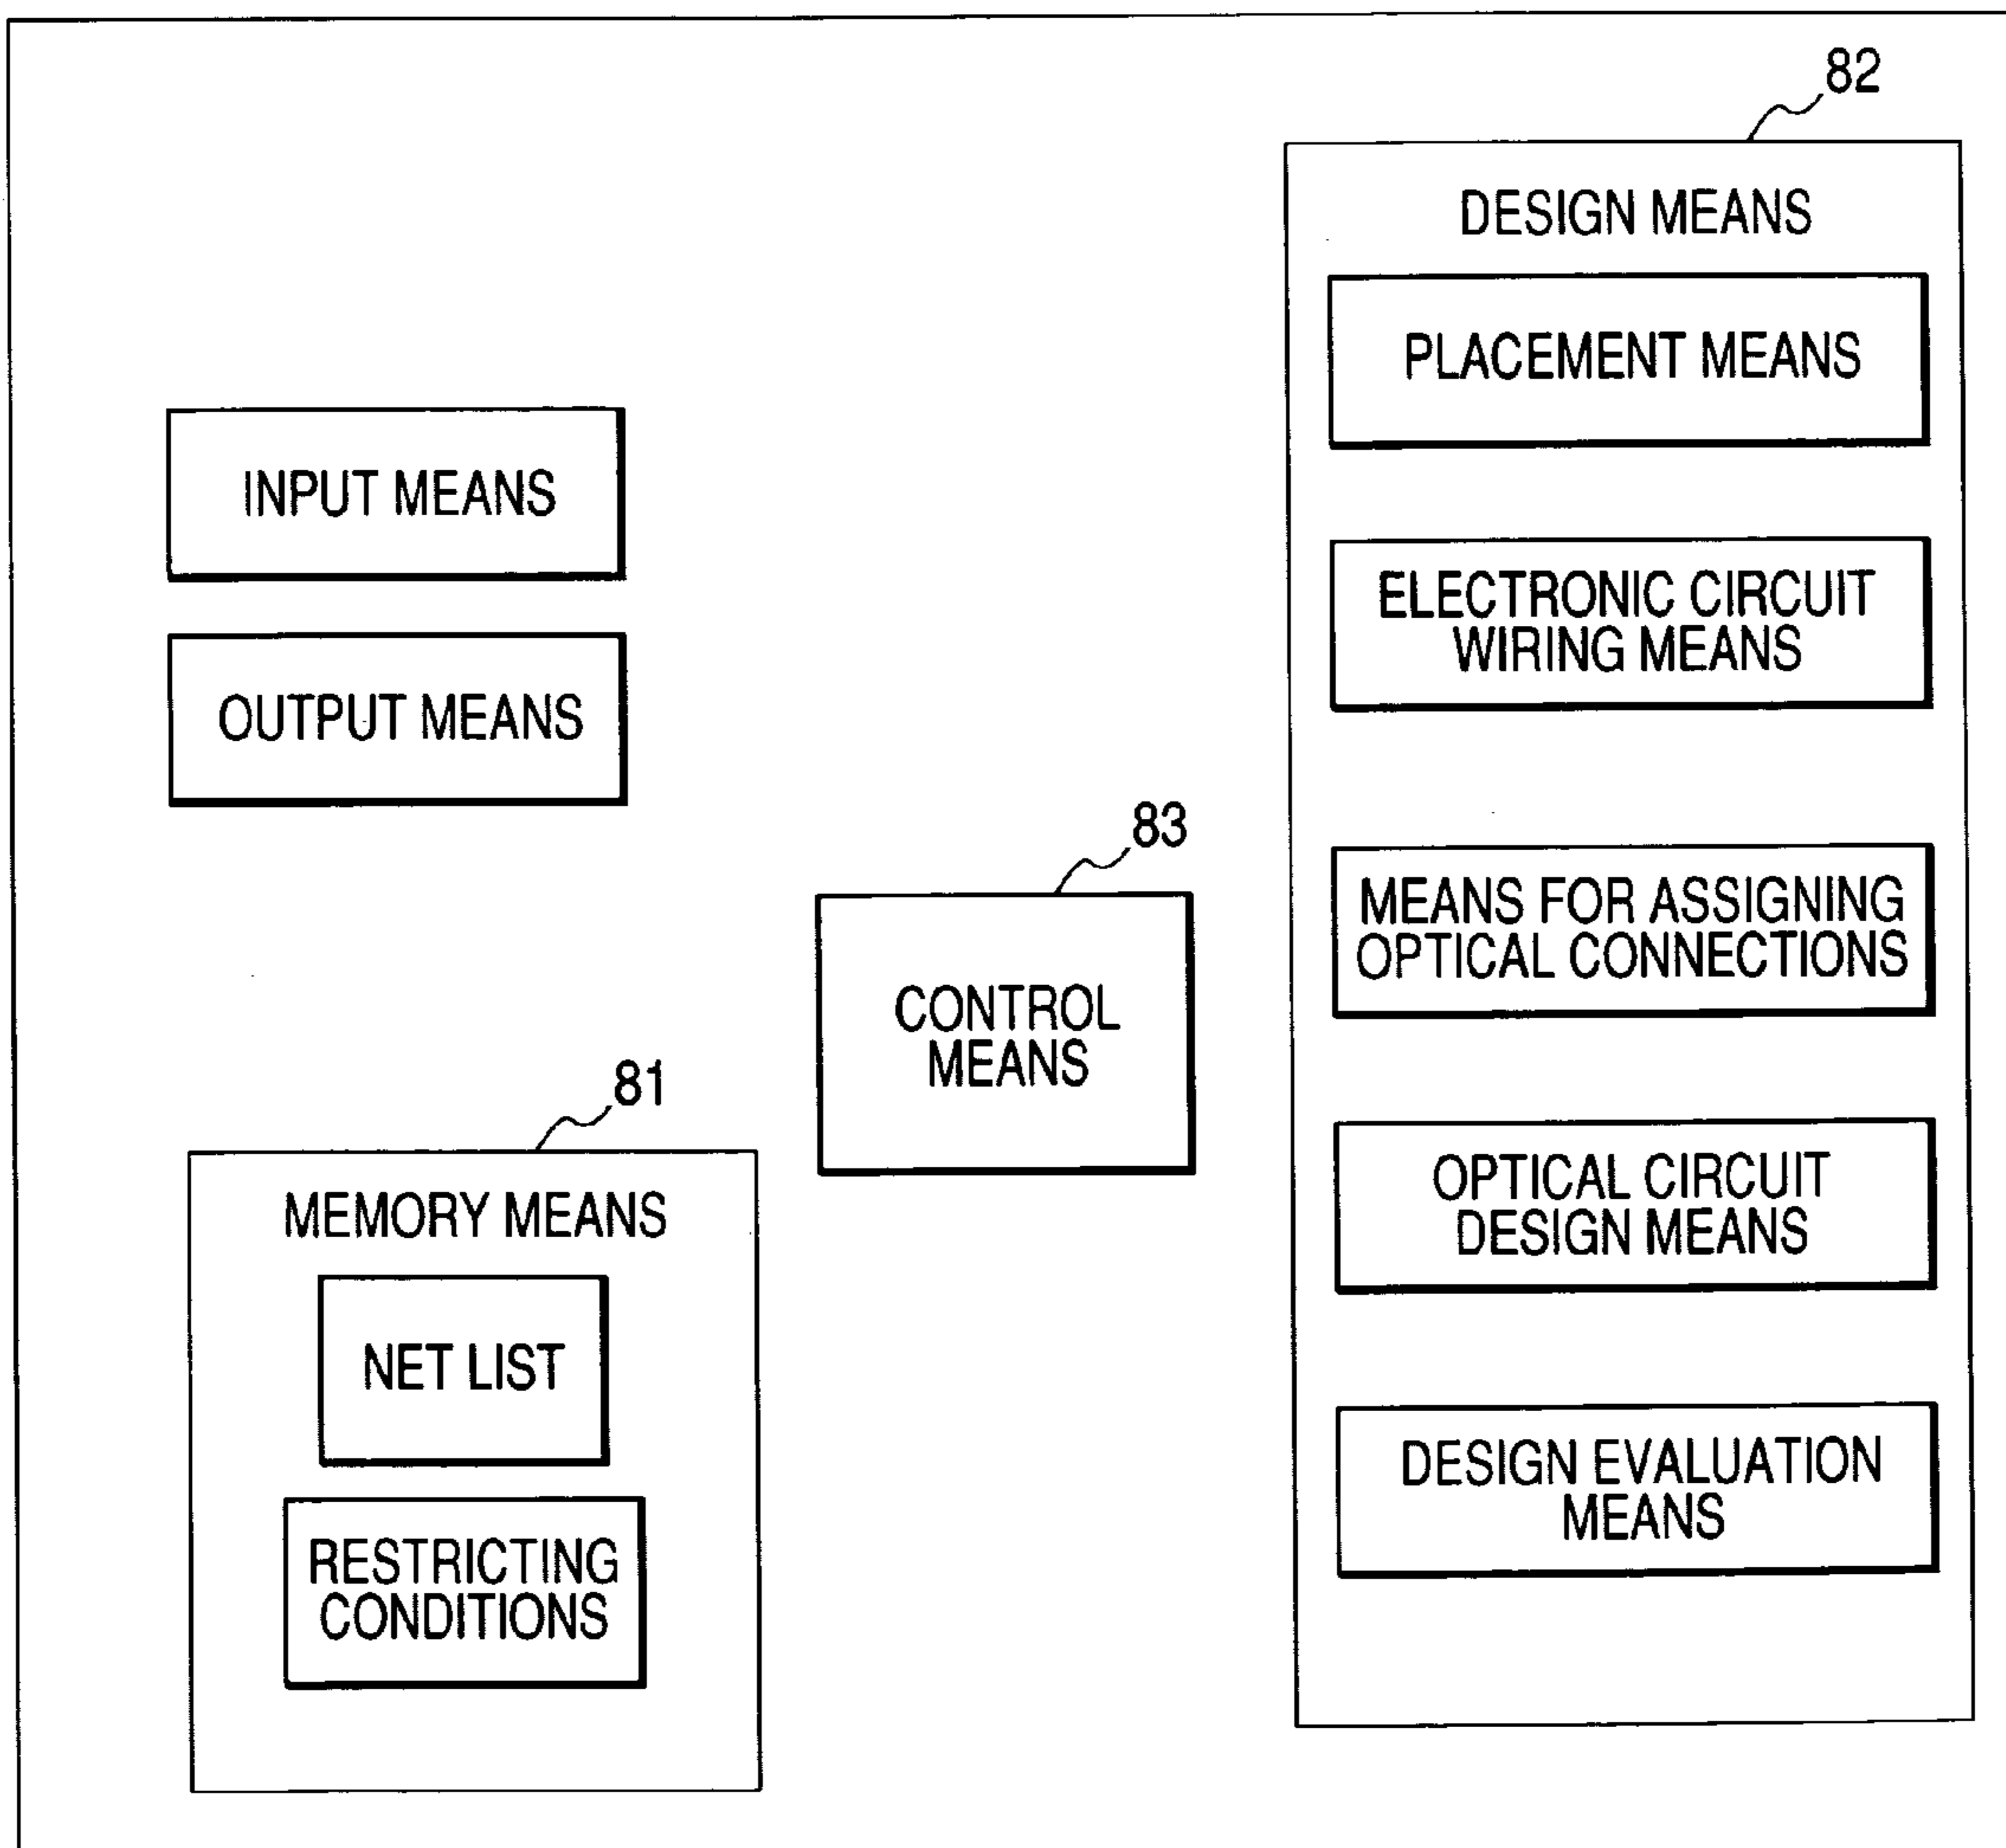 82
DESIGN MEANS
PLACEMENT MEANS
ELECTRONIC CIRCUIT
WIRING MEANS
MEANS FOR ASSIGNING
OPTICAL CONNECTIONS
OPTICAL CIRCUIT
DESIGN MEANS
DESIGN EVALUATION
MEANS
INPUT MEANS
OUTPUT MEANS
83
CONTROL
MEANS
81
MEMORY MEANS
NET LIST
RESTRICTING
CONDITIONS